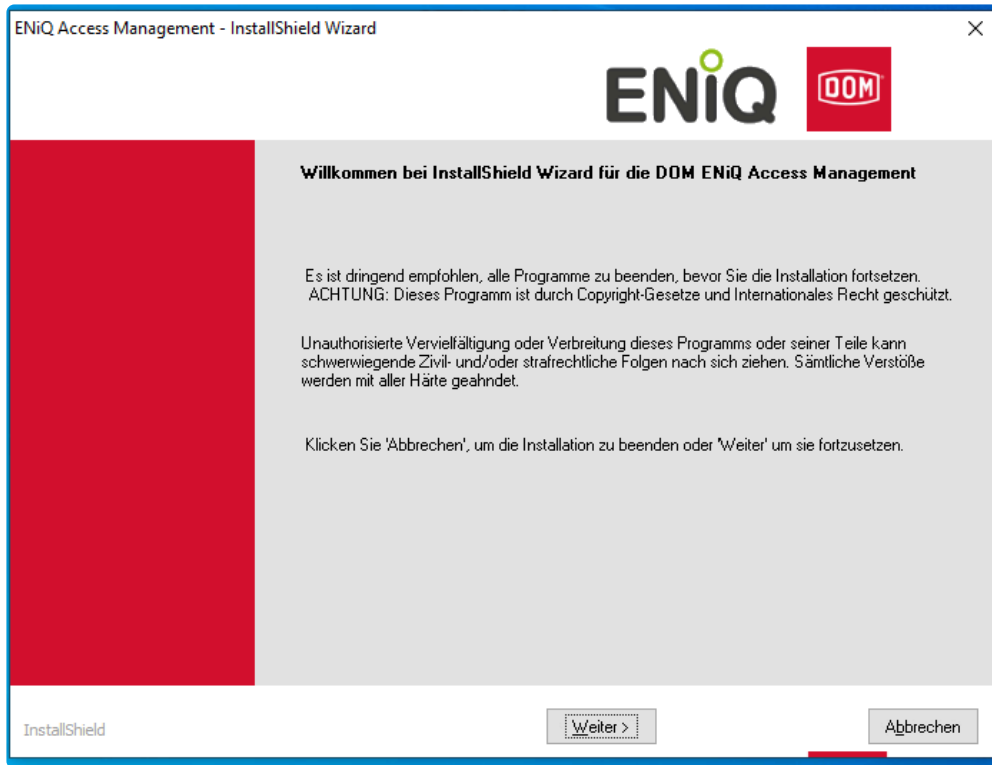 ENiQ Access Management - InstallShield Wizard
ENiQ
DOM
Willkommen bei InstallShield Wizard für die DOM ENiQ Access Management
Es ist dringend empfohlen, alle Programme zu beenden, bevor Sie die Installation fortsetzen.
ACHTUNG: Dieses Programm ist durch Copyright-Gesetze und Internationales Recht geschützt.
Unauthorisierte Vervielfältigung oder Verbreitung dieses Programms oder seiner Teile kann
schwerwiegende Zivil- und/oder strafrechtliche Folgen nach sich ziehen. Sämtliche Verstöße
werden mit aller Härte geahndet.
Klicken Sie 'Abbrechen', um die Installation zu beenden oder 'Weiter' um sie fortzusetzen.
InstallShield
Weiter >
Abbrechen